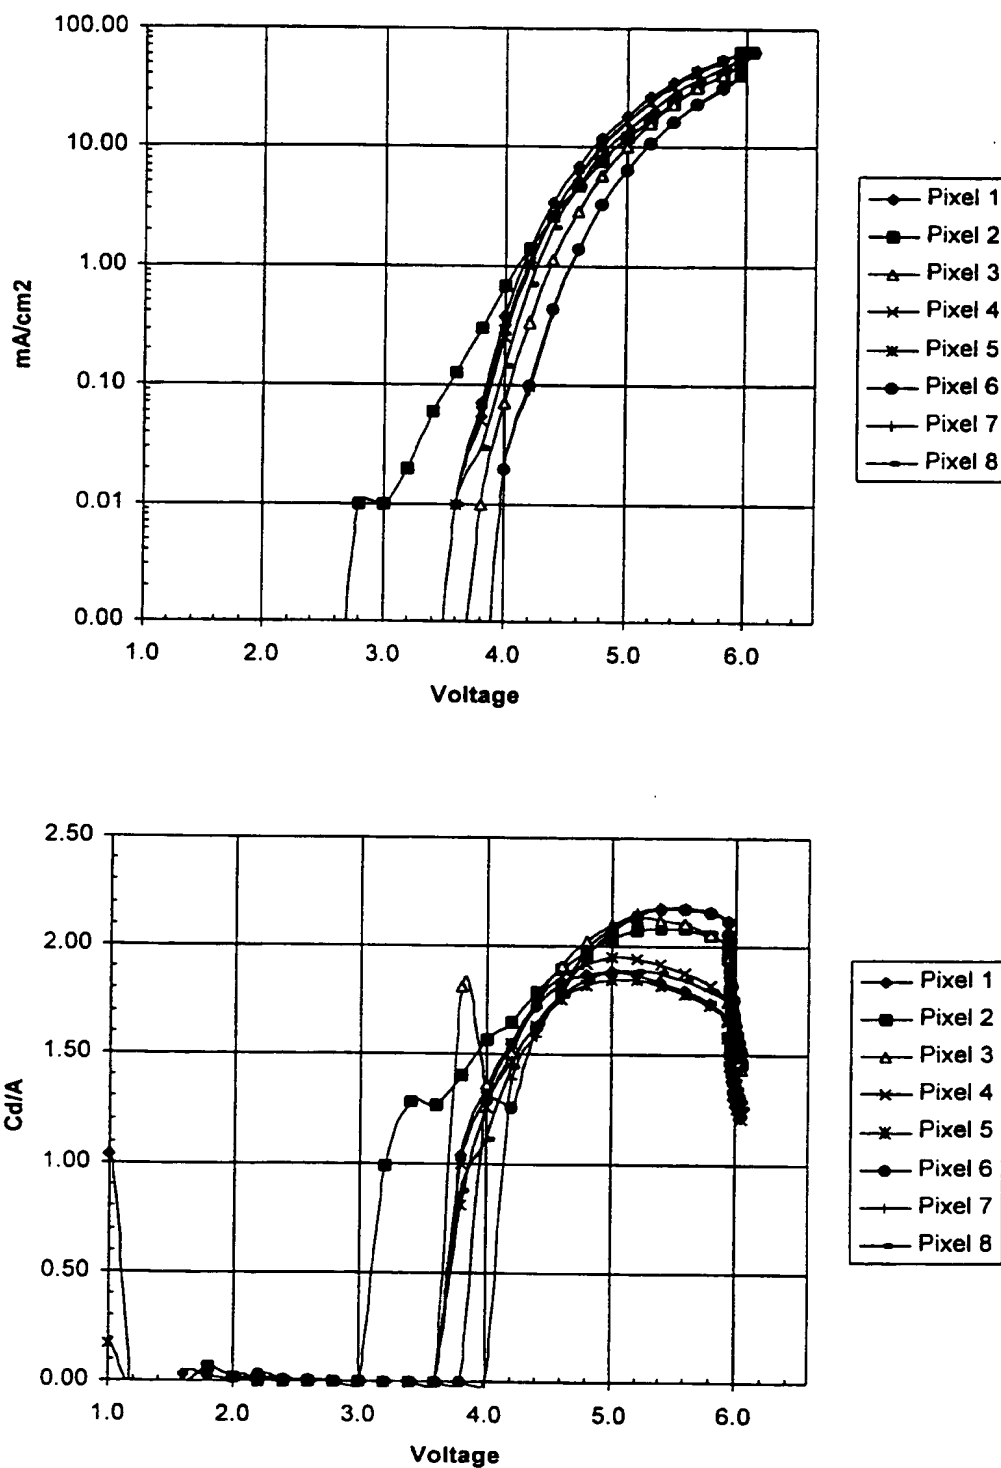 100.00
10.00
1.00
0.10
0.01
0.00
mA/cm2
1.0 2.0 3.0 4.0 5.0 6.0
Voltage
Pixel 1
Pixel 2
Pixel 3
Pixel 4
Pixel 5
Pixel 6
Pixel 7
Pixel 8
2.50
2.00
1.50
1.00
0.50
0.00
Cd/A
1.0 2.0 3.0 4.0 5.0 6.0
Voltage
Pixel 1
Pixel 2
Pixel 3
Pixel 4
Pixel 5
Pixel 6
Pixel 7
Pixel 8